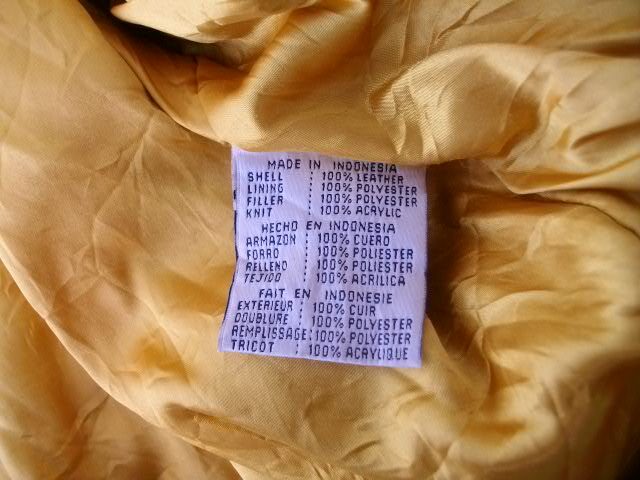 MADE IN INDONESIA
SHELL : 100% LEATHER
LINING : 100% POLYESTER
FILLER : 100% POLYESTER
KNIT : 100% ACRYLIC
HECHO EN INDONESIA
ARMAZON : 100% CUERO
FORRO : 100% POLIESTER
RELLENO : 100% POLIESTER
TEJIDO : 100% ACRILICA
FAIT EN INDONESIE
EXTERIEUR : 100% CUIR
DOUBLURE : 100% POLYESTER
REMPLISSAGE : 100% POLYESTER
TRICOT : 100% ACRYLIQUE